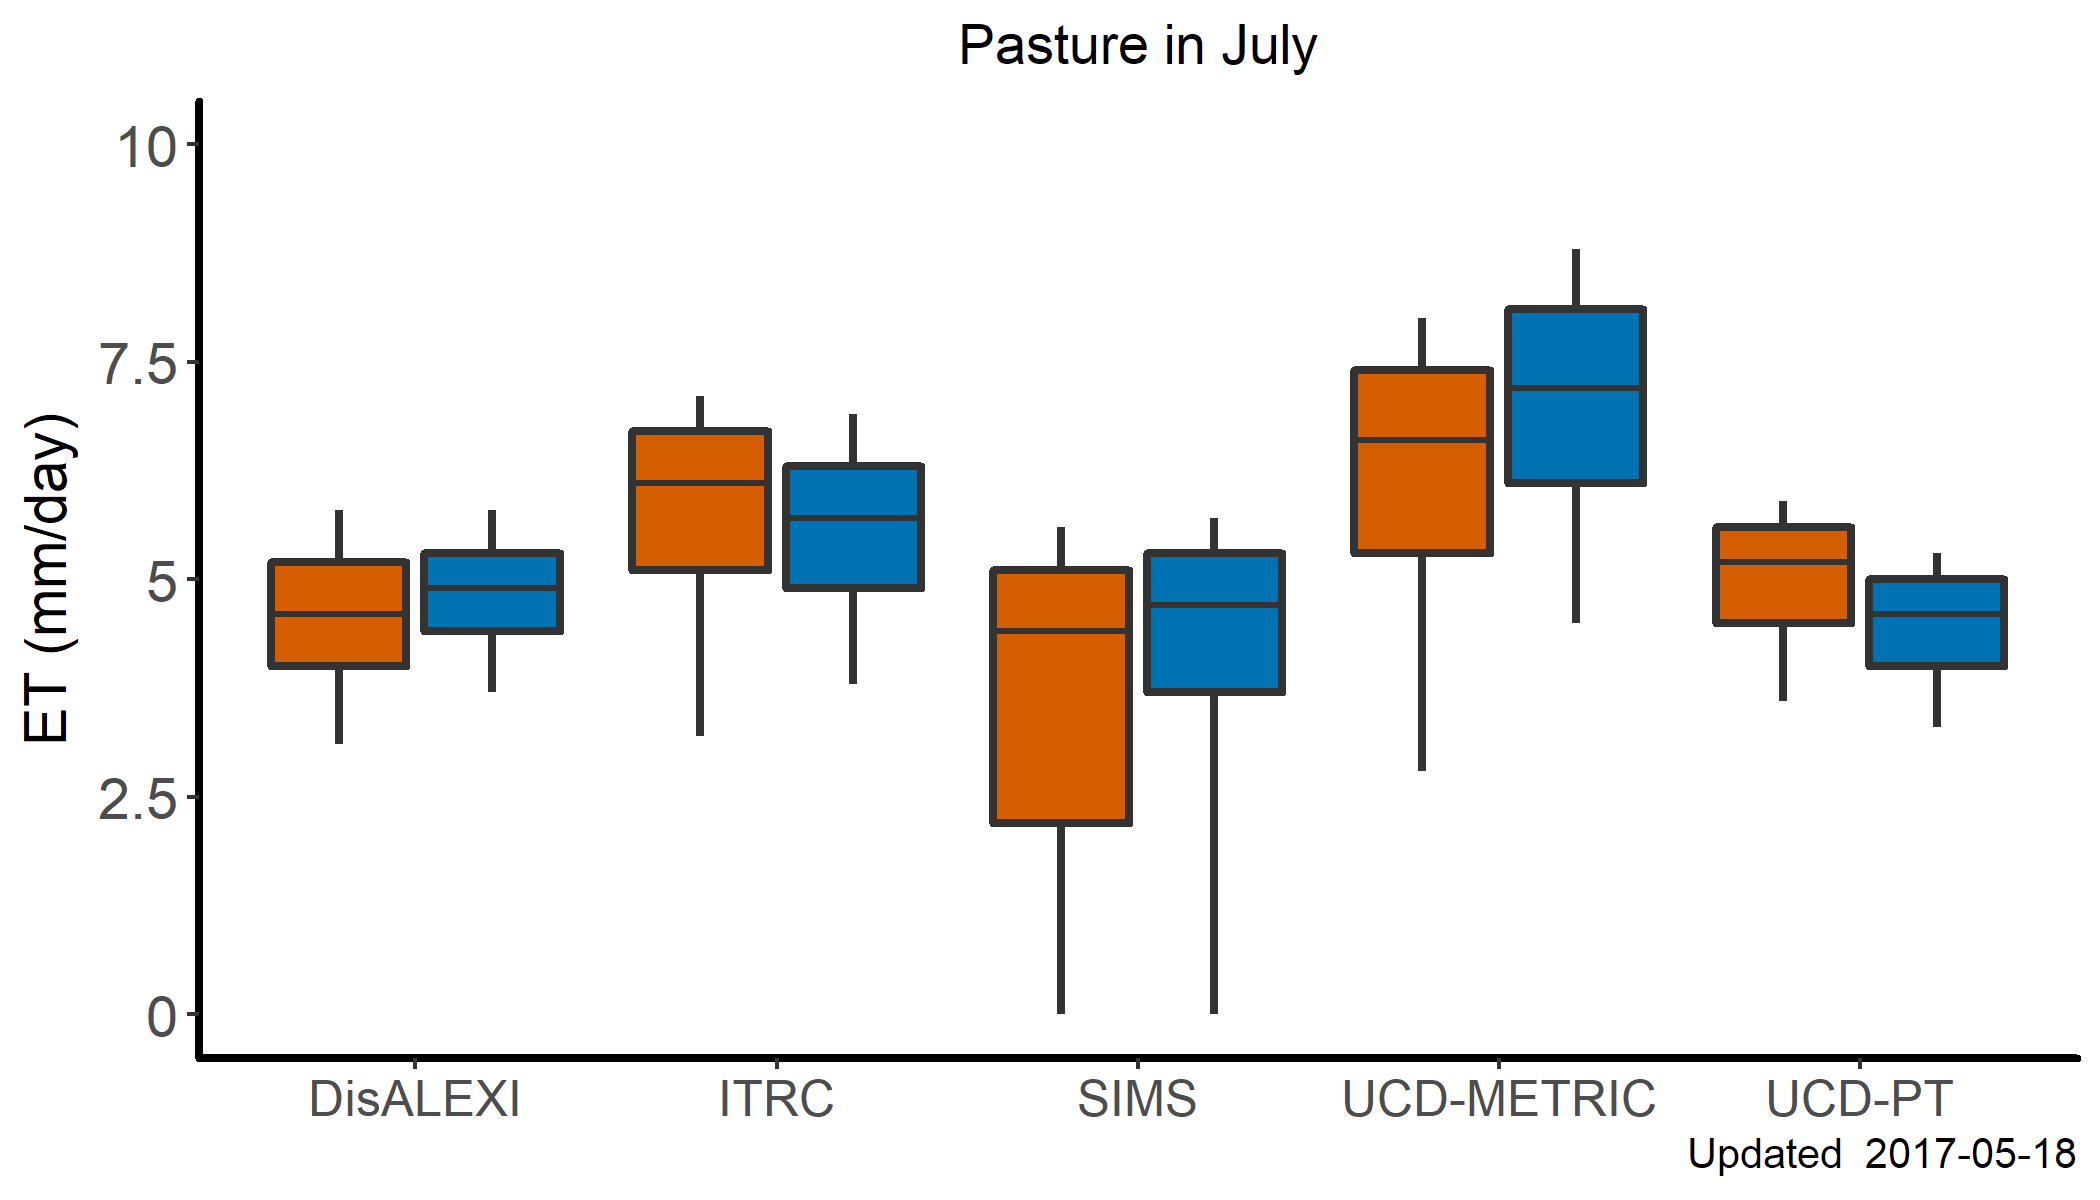 Pasture in July
ET (mm/day)
10
7.5
5
2.5
0
DisALEXI ITRC SIMS UCD-METRIC UCD-PT
Updated  2017-05-18